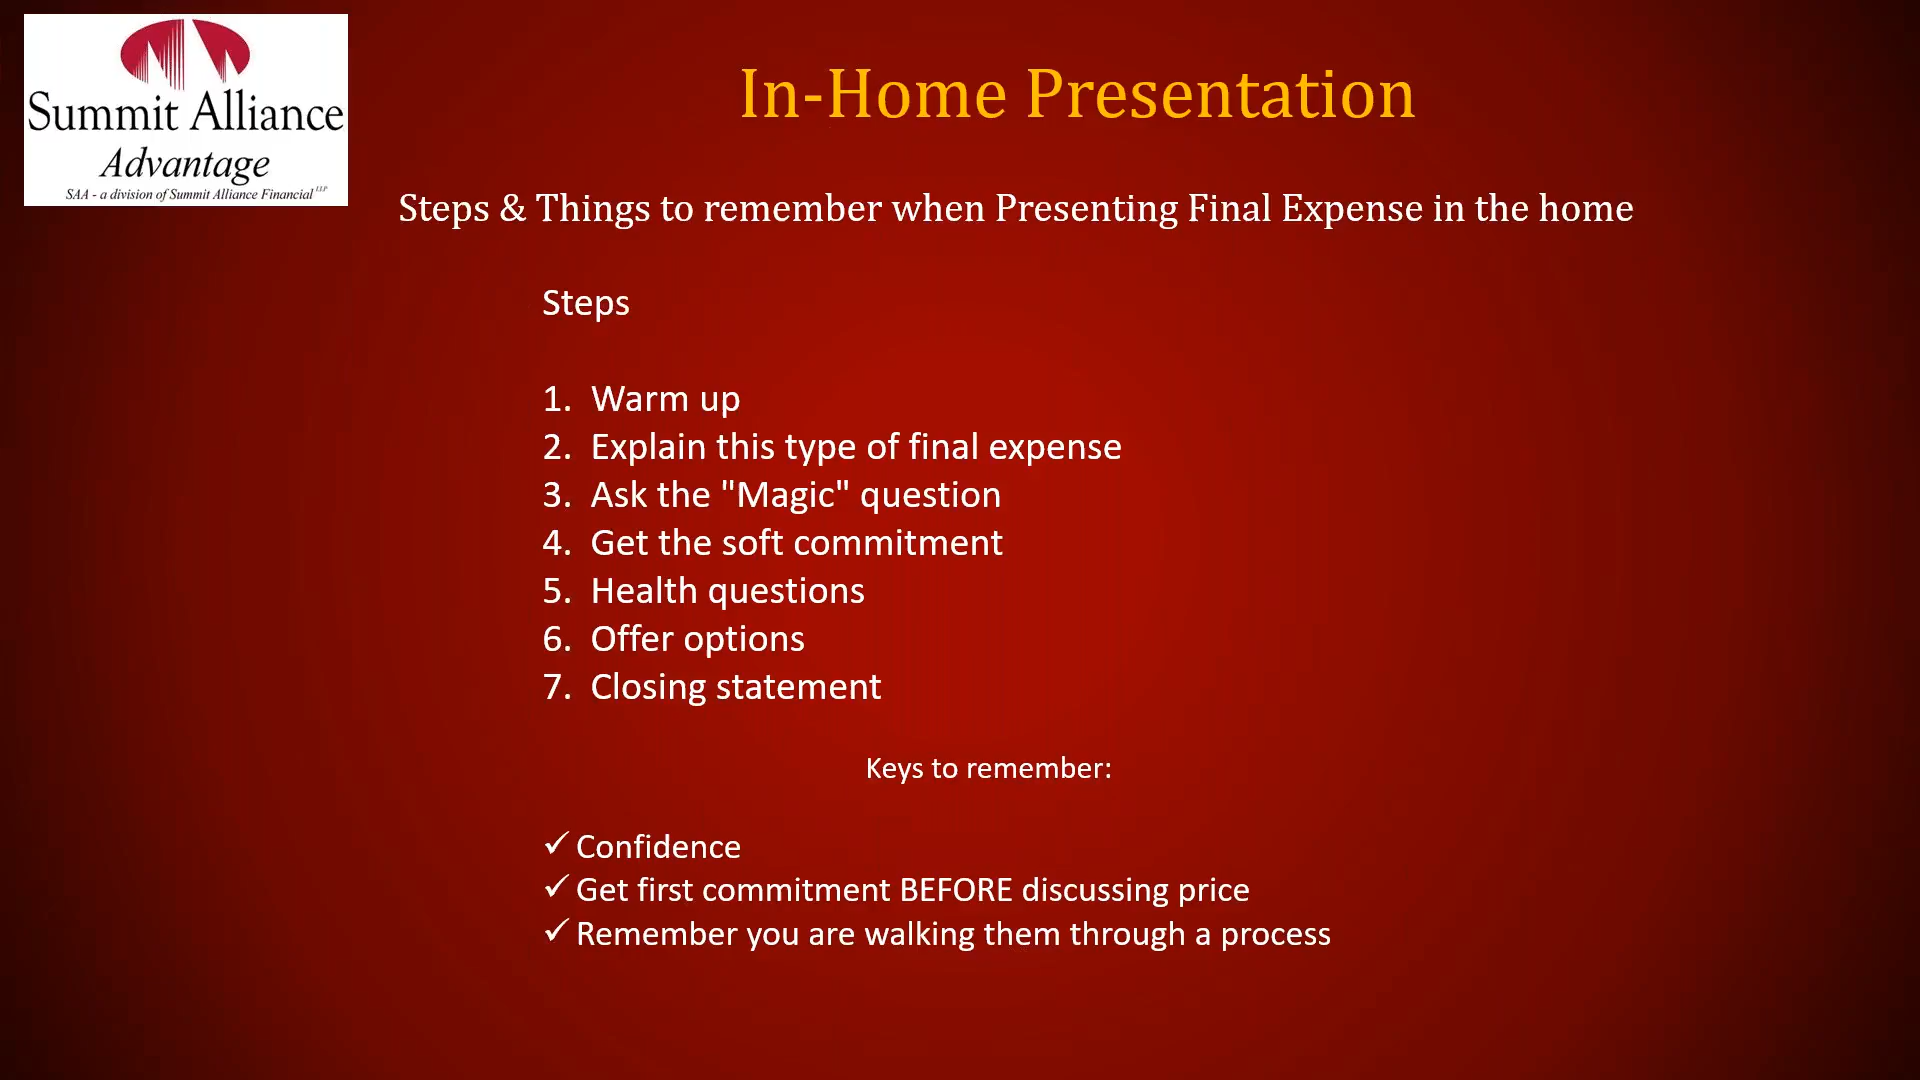 Summit Alliance
Advantage
SAA - a division of Summit Alliance Financial LLP
In-Home Presentation
Steps & Things to remember when Presenting Final Expense in the home
Steps
1. Warm up
2. Explain this type of final expense
3. Ask the "Magic" question
4. Get the soft commitment
5. Health questions
6. Offer options
7. Closing statement
Keys to remember:
✓ Confidence
✓ Get first commitment BEFORE discussing price
✓ Remember you are walking them through a process